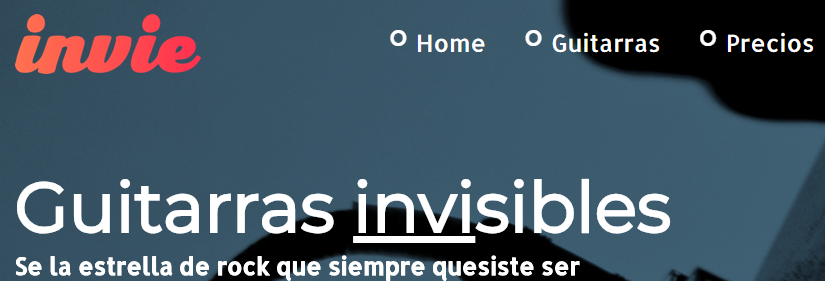 invie
Home Guitarras Precios
Guitarras invisibles
Se la estrella de rock que siempre quesiste ser